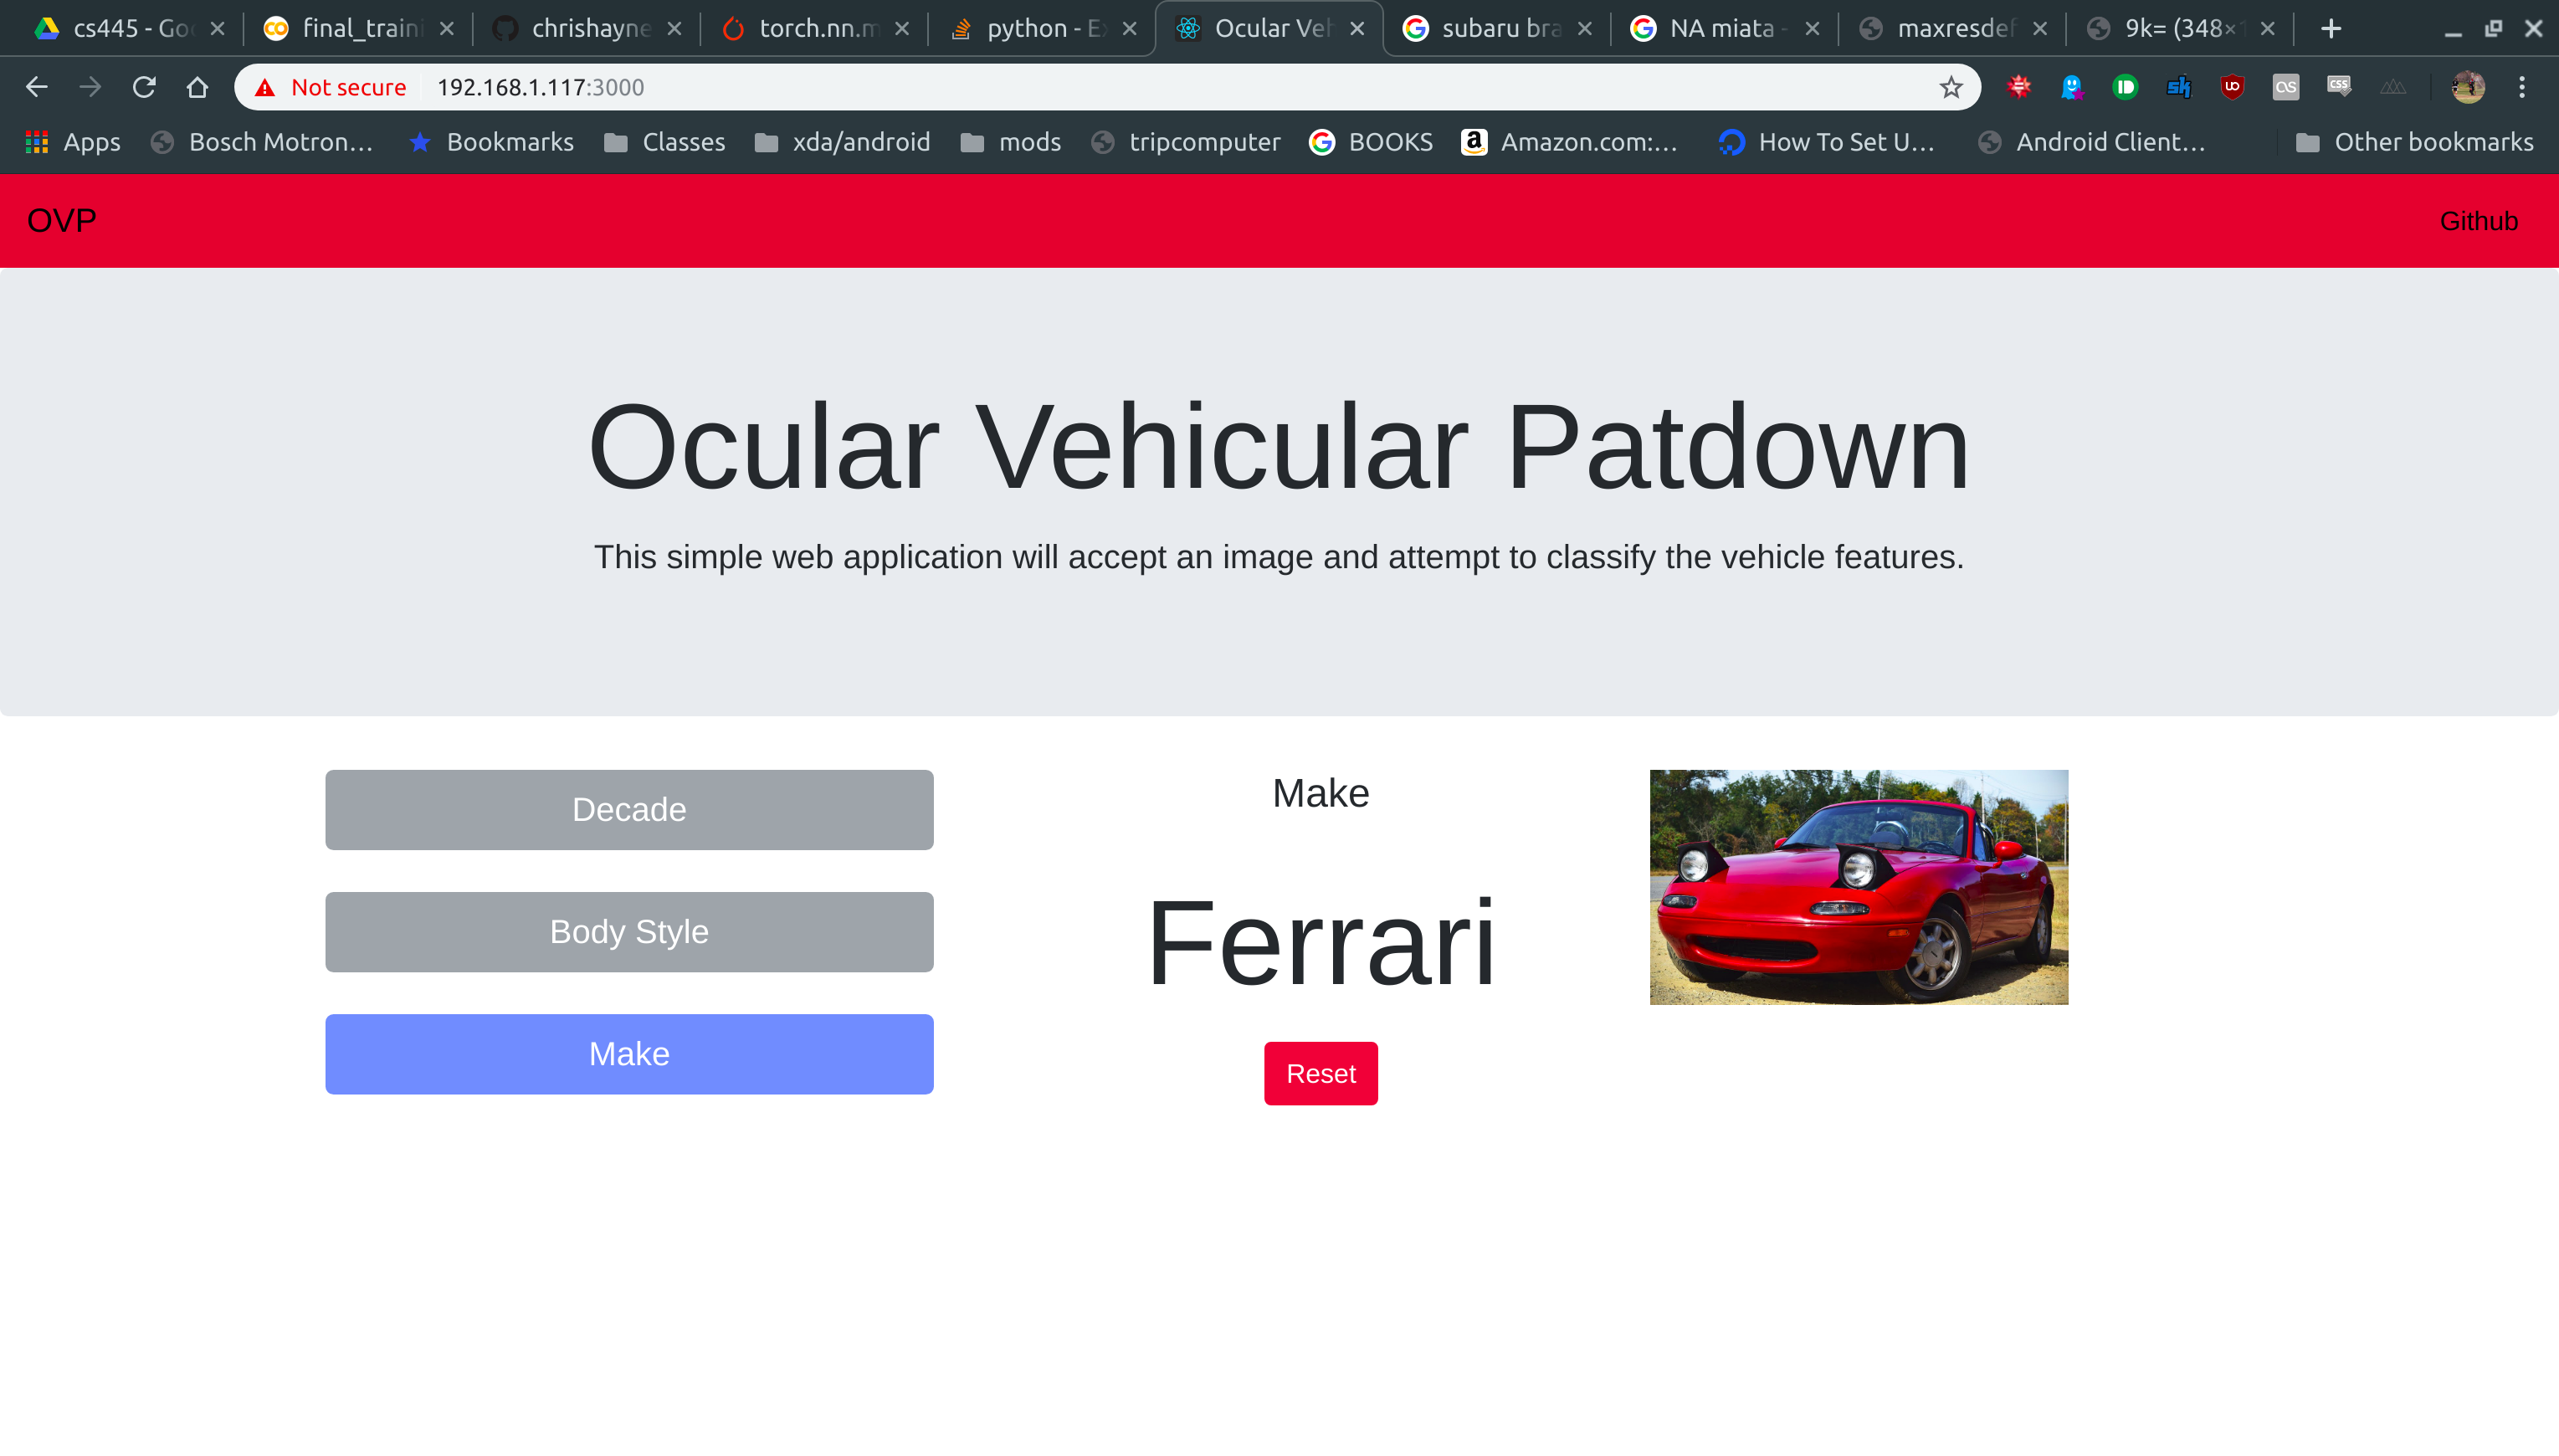 cs445 - Goo
final_traini
chrishayne
torch.nn.m
python - Ex
Ocular Veh
subaru bra
NA miata -
maxresdef
9k= (348×1
Not secure 192.168.1.117:3000
Apps
Bosch Motron...
Bookmarks
Classes
xda/android
mods
tripcomputer
BOOKS
Amazon.com:...
How To Set U...
Android Client...
Other bookmarks
OVP
Github
Ocular Vehicular Patdown
This simple web application will accept an image and attempt to classify the vehicle features.
Decade
Body Style
Make
Make
Ferrari
Reset